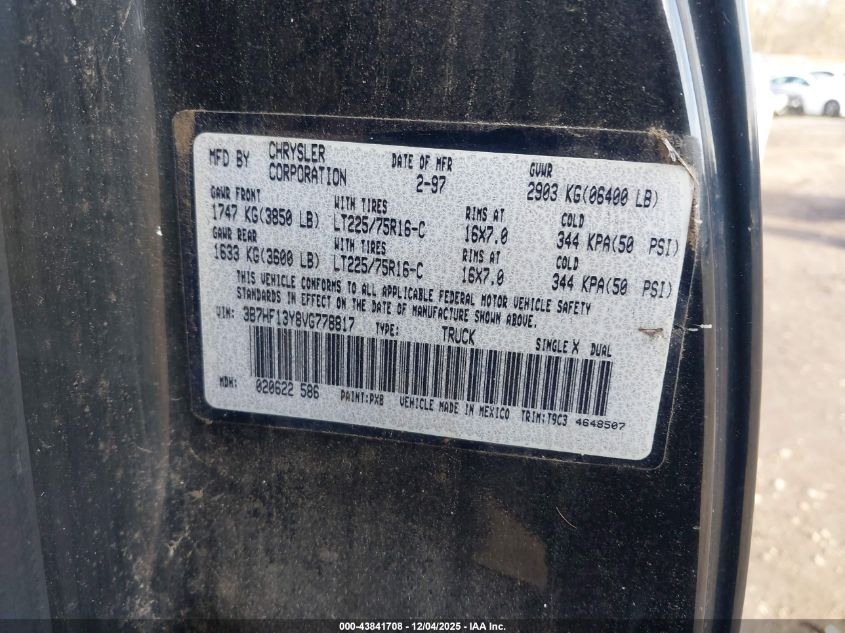 MFD BY CHRYSLER CORPORATION DATE OF MFR 2-97 GVWR 2903 KG(06400 LB)
GAWR FRONT WITH TIRES RIMS AT COLD
1747 KG(3850 LB) LT225/75R16-C 16X7.0 344 KPA(50 PSI)
GAWR REAR WITH TIRES RIMS AT COLD
1633 KG(3600 LB) LT225/75R16-C 16X7.0 344 KPA(50 PSI)
THIS VEHICLE CONFORMS TO ALL APPLICABLE FEDERAL MOTOR VEHICLE SAFETY
STANDARDS IN EFFECT ON THE DATE OF MANUFACTURE SHOWN ABOVE.
VIN: 3B7HF13Y8VG778817 TYPE: TRUCK SINGLE X DUAL
MDH: 020622 586 PAINT:PXB VEHICLE MADE IN MEXICO TRIM:T9C3 4648507
000-43841708 - 12/04/2025 - IAA Inc.